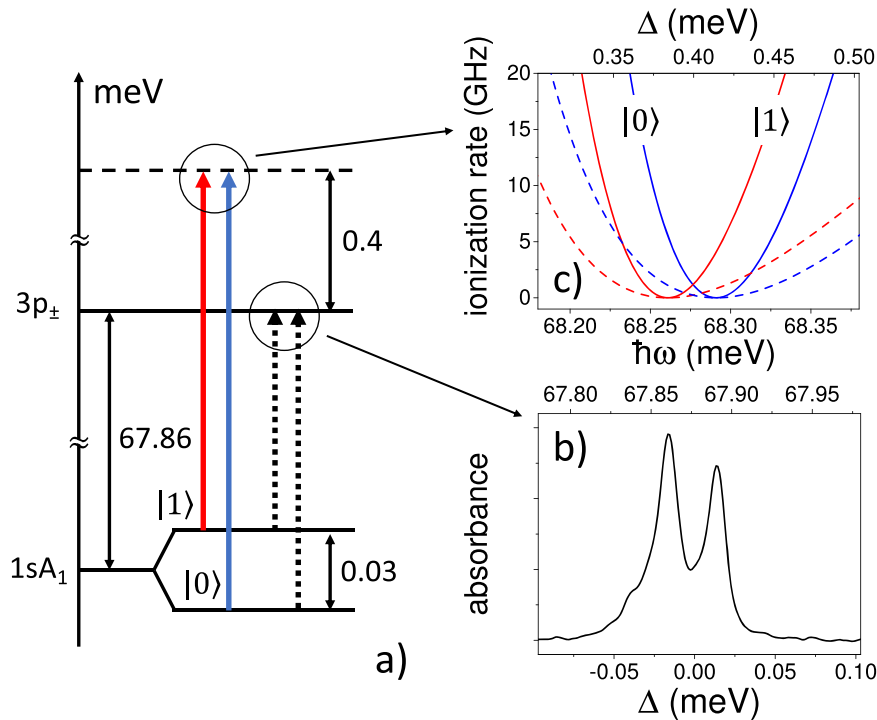 meV
0.4
3p±
67.86
|1⟩
1sA₁
|0⟩
0.03
a)
Δ (meV)
0.35 0.40 0.45 0.50
ionization rate (GHz)
20
15
10
5
0
|0⟩ |1⟩
c)
68.20 68.25 68.30 68.35
ħω (meV)
67.80 67.85 67.90 67.95
absorbance
b)
-0.05 0.00 0.05 0.10
Δ (meV)